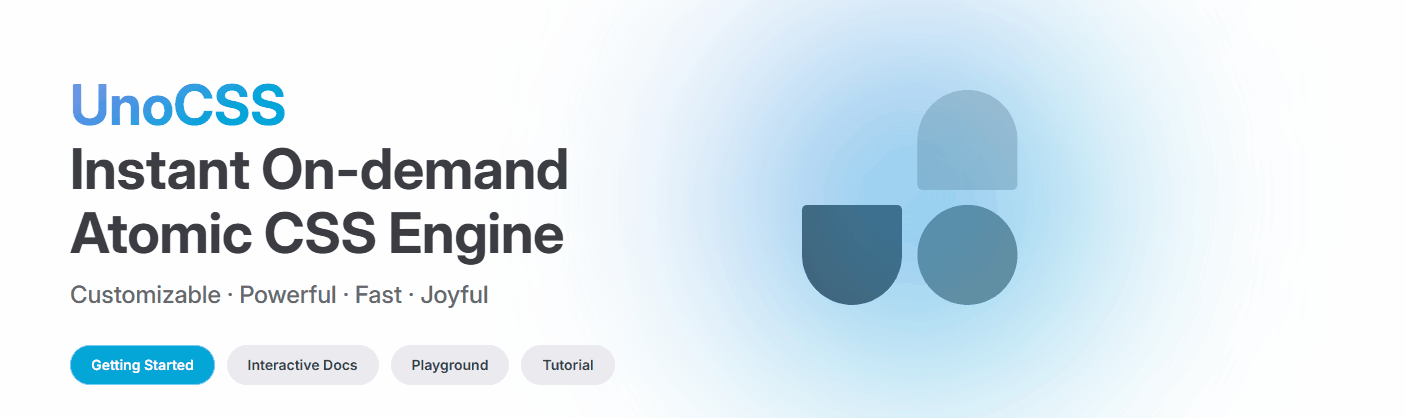 UnoCSS
Instant On-demand
Atomic CSS Engine
Customizable · Powerful · Fast · Joyful
Getting Started
Interactive Docs
Playground
Tutorial